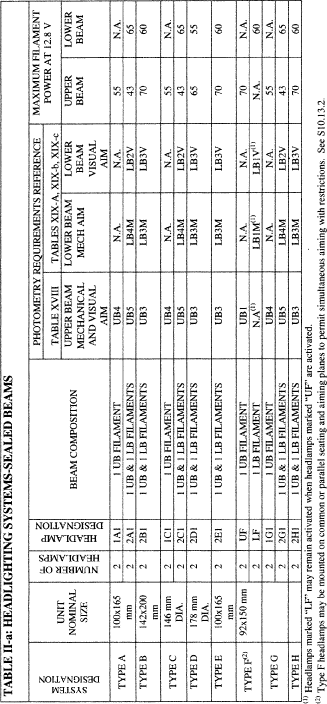 TABLE II-a: HEADLIGHTING SYSTEMS-SEALED BEAMS
SYSTEM DESIGNATION
UNIT NOMINAL SIZE
NUMBER OF HEADLAMPS
HEADLAMP DESIGNATION
BEAM COMPOSITION
PHOTOMETRY REQUIREMENTS REFERENCE
MAXIMUM FILAMENT POWER AT 12.8 V
TABLE XVIII
UPPER BEAM MECHANICAL AND VISUAL AIM
TABLES XIX-A, XIX-b, XIX-c
LOWER BEAM MECH AIM
LOWER BEAM VISUAL AIM
UPPER BEAM
LOWER BEAM
TYPE A 100x165 mm 2 1A1 1 UB FILAMENT UB4 N.A. N.A. 55 N.A.
2 2A1 1 UB & 1 LB FILAMENTS UB5 LB4M LB2V 43 65
TYPE B 142x200 mm 2 2B1 1 UB & 1 LB FILAMENTS UB3 LB3M LB3V 70 60
TYPE C 146 mm DIA. 2 1C1 1 UB FILAMENT UB4 N.A. N.A. 55 N.A.
2 2C1 1 UB & 1 LB FILAMENTS UB5 LB4M LB2V 43 65
TYPE D 178 mm DIA. 2 2D1 1 UB & 1 LB FILAMENTS UB3 LB3M LB3V 65 55
TYPE E 100x165 mm 2 2E1 1 UB & 1 LB FILAMENTS UB3 LB3M LB3V 70 60
TYPE F(2) 92x150 mm 2 UF 1 UB FILAMENT UB1 N.A. N.A. 70 N.A.
2 LF 1 LB FILAMENT N.A(1) LB1M(1) LB1V(1) N.A. 60
TYPE G 2 1G1 1 UB FILAMENT UB4 N.A. N.A. 55 N.A.
2 2G1 1 UB & 1 LB FILAMENTS UB5 LB4M LB2V 43 65
TYPE H 2 2H1 1 UB & 1 LB FILAMENTS UB3 LB3M LB3V 70 60
(1) Headlamps marked "LF" may remain activated when headlamps marked "UF" are activated.
(2) Type F headlamps may be mounted on common or parallel seating and aiming planes to permit simultaneous aiming with restrictions. See S10.13.2.